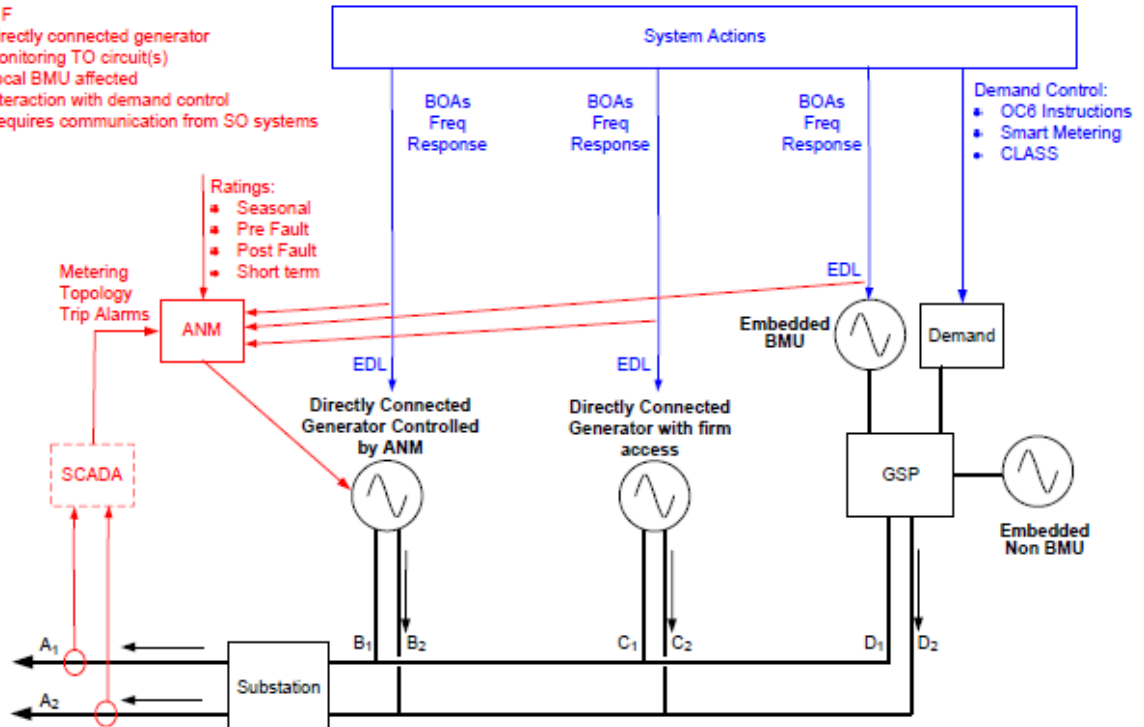 F
irectly connected generator
System Actions
onitoring TO circuit(s)
ocal BMU affected
teraction with demand control
equires communication from SO systems
BOAs
Freq
Response
BOAs
Freq
Response
BOAs
Freq
Response
Demand Control:
OC6 Instructions
Smart Metering
CLASS
Ratings:
Seasonal
Pre Fault
Post Fault
Short term
Metering
Topology
Trip Alarms
ANM
EDL
EDL
EDL
Embedded
BMU
Demand
Directly Connected
Generator Controlled
by ANM
Directly Connected
Generator with firm
access
SCADA
GSP
Embedded
Non BMU
A1
B1
B2
C1
C2
D1
D2
Substation
A2